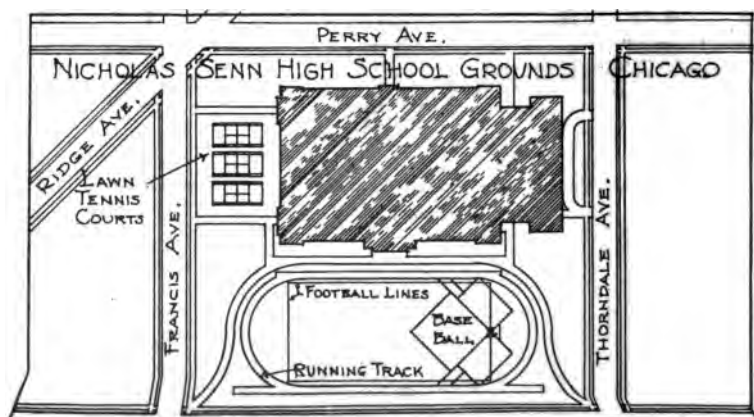 PERRY AVE.
NICHOLAS SENN HIGH SCHOOL GROUNDS CHICAGO
RIDGE AVE.
LAWN
TENNIS
COURTS
FRANCIS AVE.
THORNDALE AVE.
FOOTBALL LINES
BASE
BALL
RUNNING TRACK